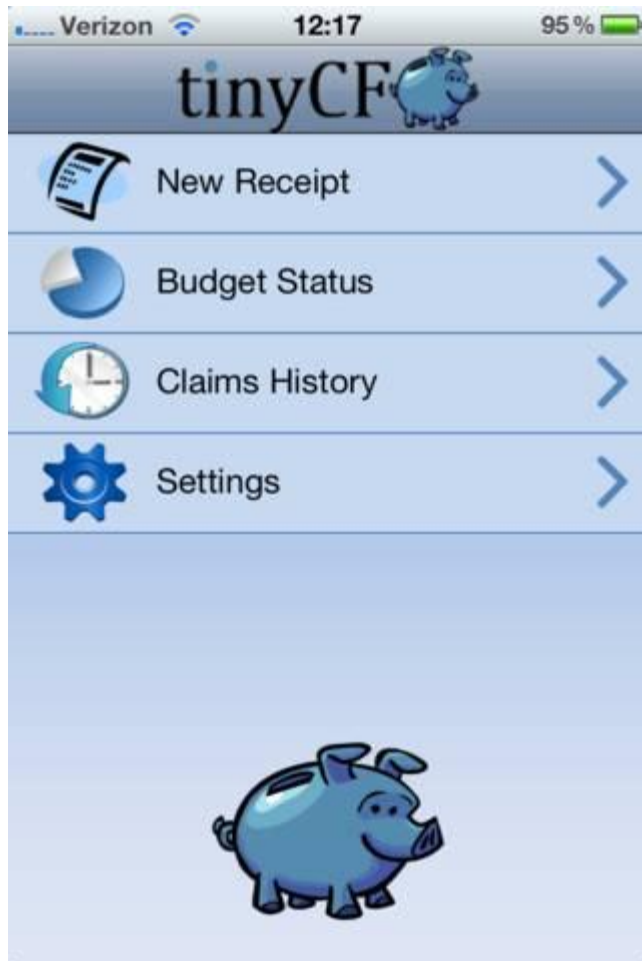 Verizon 12:17 95%
tinyCF
New Receipt
Budget Status
Claims History
Settings